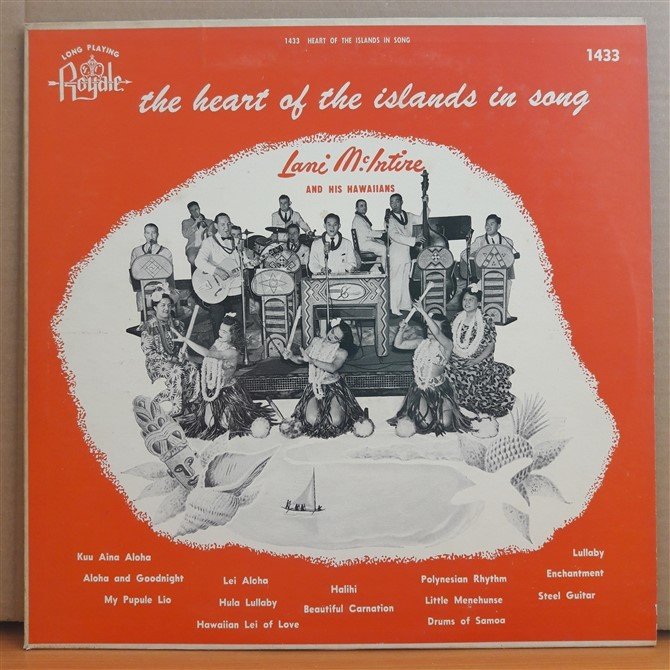 1433 HEART OF THE ISLANDS IN SONG
1433
LONG PLAYING
Royale
the heart of the islands in song
Lani McIntire
AND HIS HAWAIIANS
Kuu Aina Aloha
Aloha and Goodnight
My Pupule Lio
Lei Aloha
Hula Lullaby
Hawaiian Lei of Love
Halihi
Beautiful Carnation
Polynesian Rhythm
Little Menehunse
Drums of Samoa
Lullaby
Enchantment
Steel Guitar